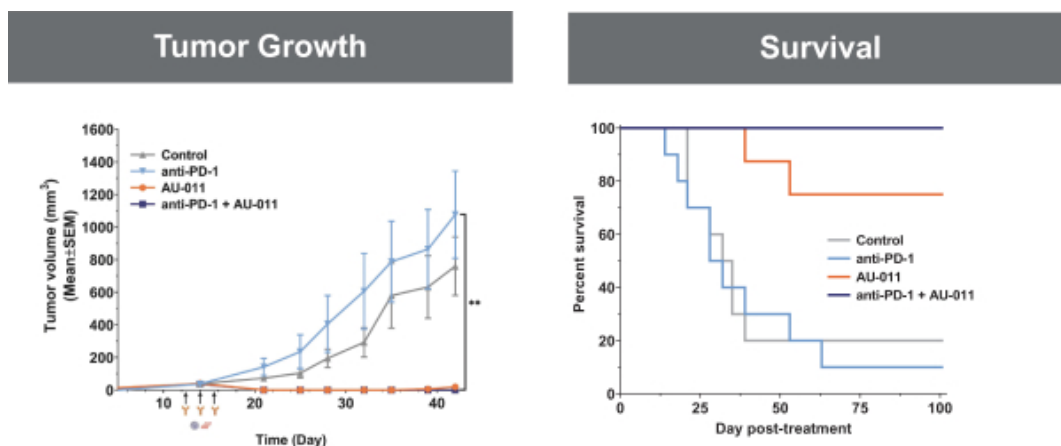 Tumor Growth
Survival
Tumor volume (mm³)
(Mean±SEM)
1600
1400
1200
1000
800
600
400
200
0
Control
anti-PD-1
AU-011
anti-PD-1 + AU-011
**
10
20
30
40
Time (Day)
Percent survival
100
80
60
40
20
0
Control
anti-PD-1
AU-011
anti-PD-1 + AU-011
0
25
50
75
100
Day post-treatment